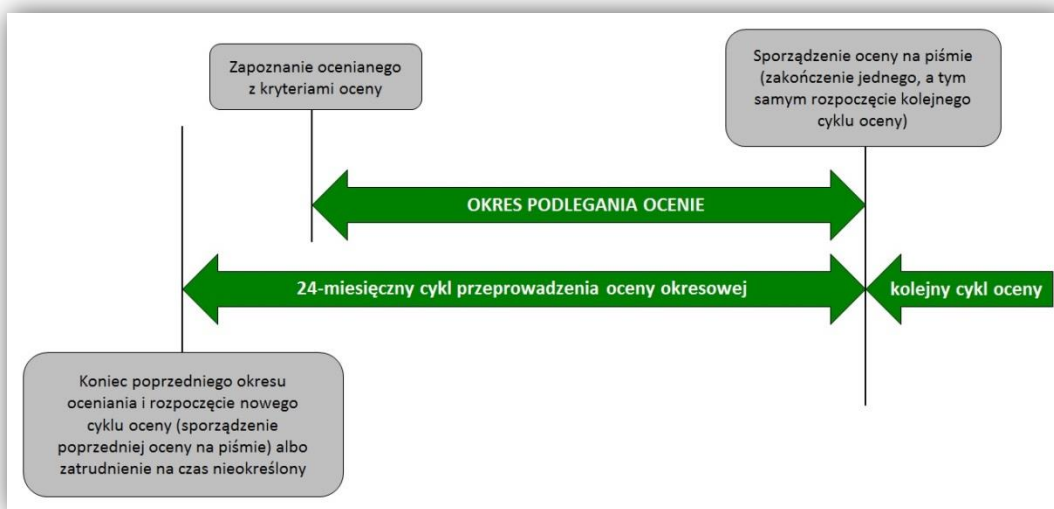 Zapoznanie ocenianego
z kryteriami oceny
Sporządzenie oceny na piśmie
(zakończenie jednego, a tym
samym rozpoczęcie kolejnego
cyklu oceny)
OKRES PODLEGANIA OCENIE
24-miesięczny cykl przeprowadzenia oceny okresowej
kolejny cykl oceny
Koniec poprzedniego okresu
oceniania i rozpoczęcie nowego
cyklu oceny (sporządzenie
poprzedniej oceny na piśmie) albo
zatrudnienie na czas nieokreślony